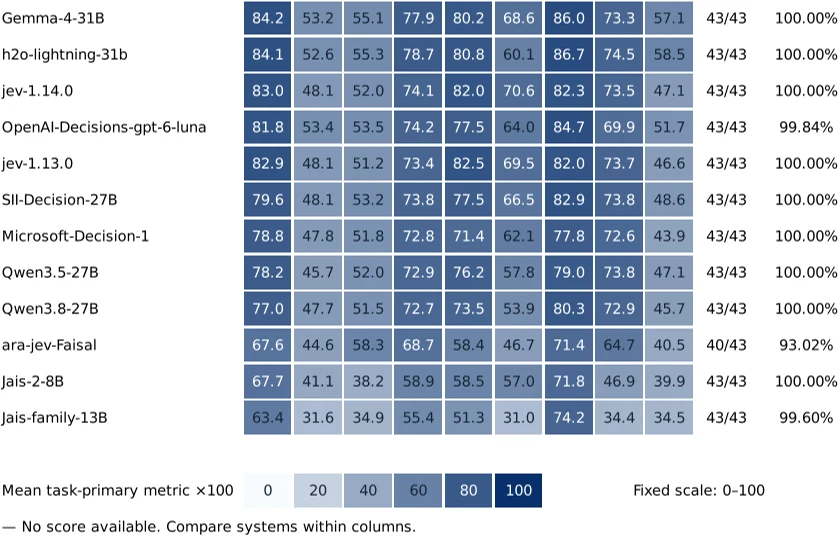 Gemma-4-31B 84.2 53.2 55.1 77.9 80.2 68.6 86.0 73.3 57.1 43/43 100.00%
h2o-lightning-31b 84.1 52.6 55.3 78.7 80.8 60.1 86.7 74.5 58.5 43/43 100.00%
jev-1.14.0 83.0 48.1 52.0 74.1 82.0 70.6 82.3 73.5 47.1 43/43 100.00%
OpenAI-Decisions-gpt-6-luna 81.8 53.4 53.5 74.2 77.5 64.0 84.7 69.9 51.7 43/43 99.84%
jev-1.13.0 82.9 48.1 51.2 73.4 82.5 69.5 82.0 73.7 46.6 43/43 100.00%
SII-Decision-27B 79.6 48.1 53.2 73.8 77.5 66.5 82.9 73.8 48.6 43/43 100.00%
Microsoft-Decision-1 78.8 47.8 51.8 72.8 71.4 62.1 77.8 72.6 43.9 43/43 100.00%
Qwen3.5-27B 78.2 45.7 52.0 72.9 76.2 57.8 79.0 73.8 47.1 43/43 100.00%
Qwen3.8-27B 77.0 47.7 51.5 72.7 73.5 53.9 80.3 72.9 45.7 43/43 100.00%
ara-jev-Faisal 67.6 44.6 58.3 68.7 58.4 46.7 71.4 64.7 40.5 40/43 93.02%
Jais-2-8B 67.7 41.1 38.2 58.9 58.5 57.0 71.8 46.9 39.9 43/43 100.00%
Jais-family-13B 63.4 31.6 34.9 55.4 51.3 31.0 74.2 34.4 34.5 43/43 99.60%
Mean task-primary metric ×100 0 20 40 60 80 100 Fixed scale: 0–100
— No score available. Compare systems within columns.